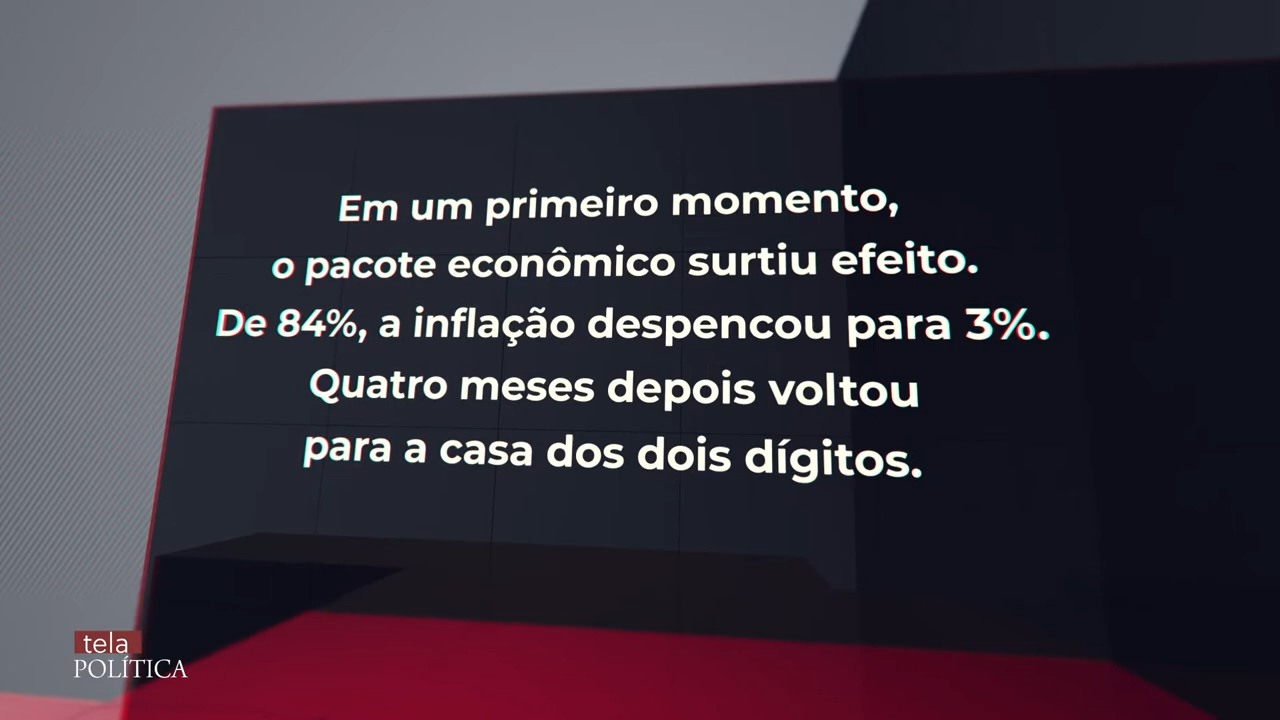 Em um primeiro momento,
o pacote econômico surtiu efeito.
De 84%, a inflação despencou para 3%.
Quatro meses depois voltou
para a casa dos dois dígitos.
tela
POLÍTICA